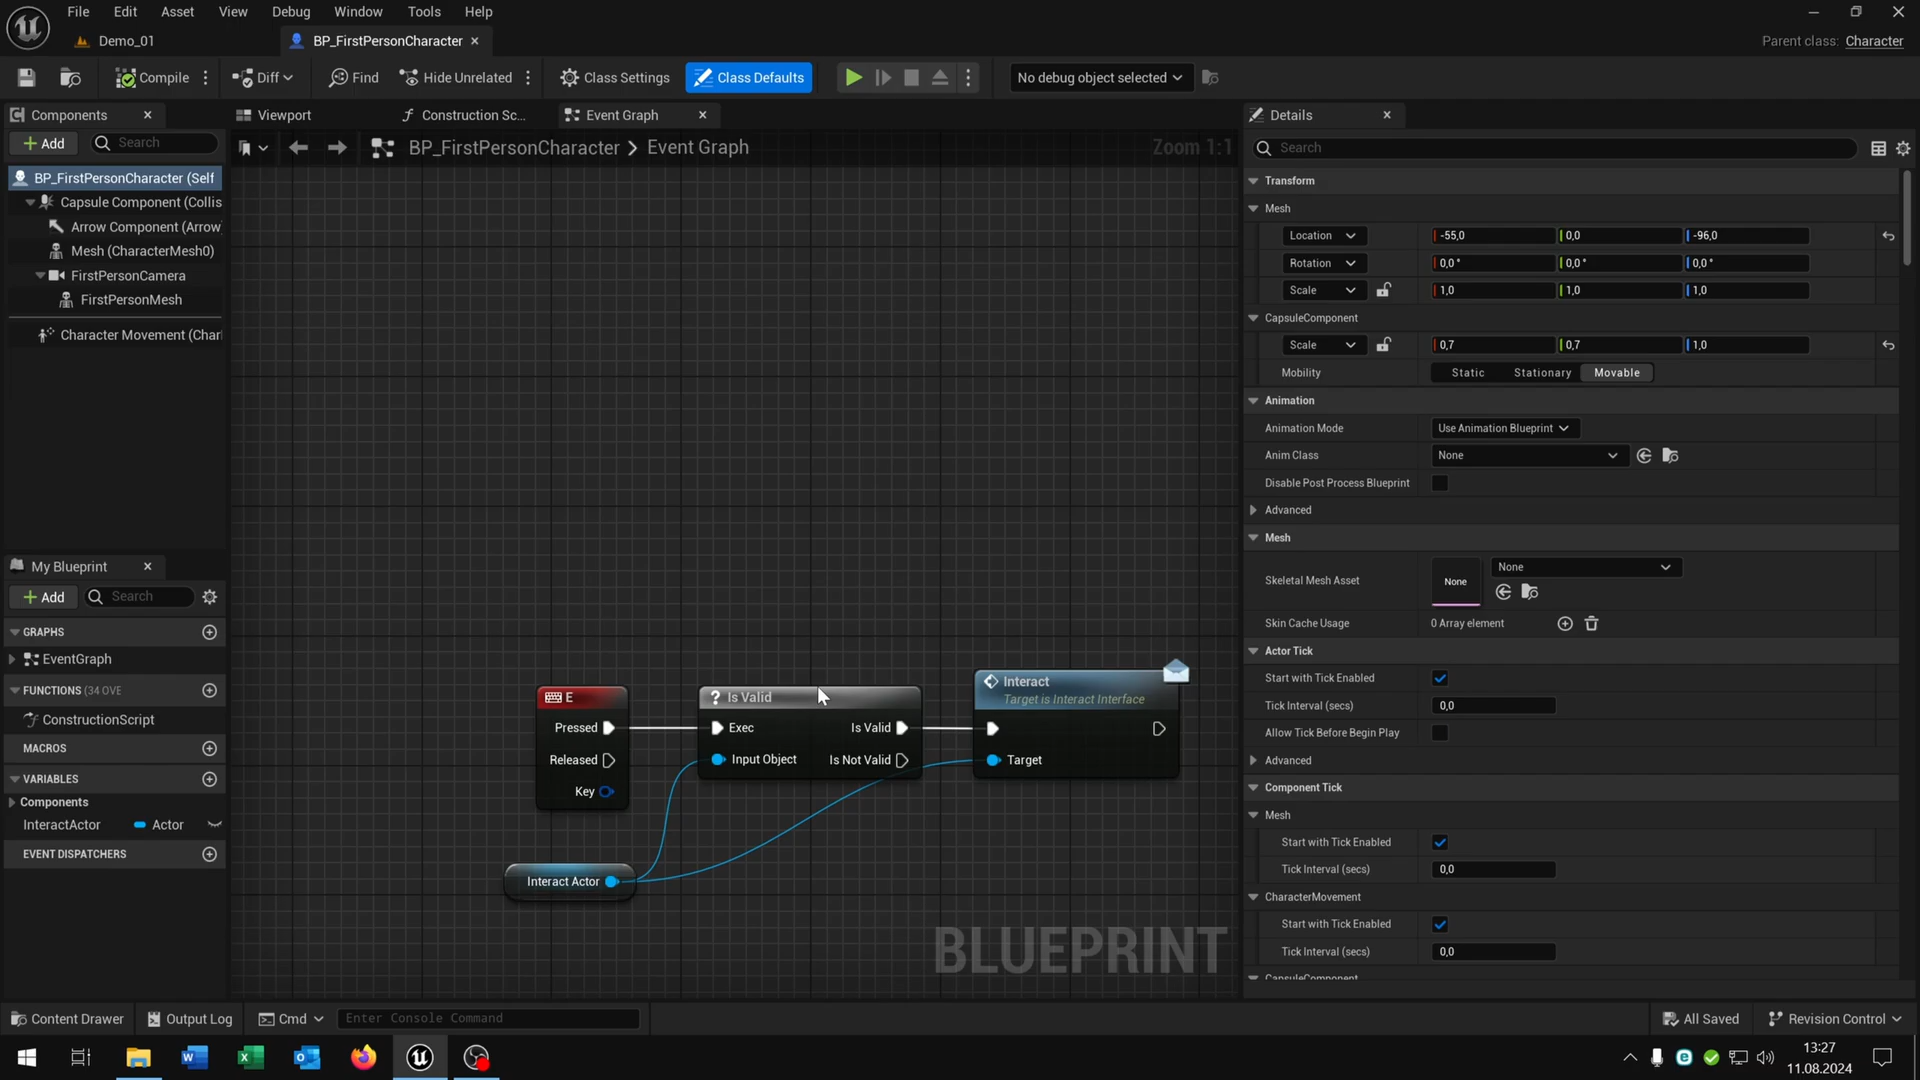 File Edit Asset View Debug Window Tools Help
Demo_01
BP_FirstPersonCharacter
Parent class: Character
Compile
Diff
Find
Hide Unrelated
Class Settings
Class Defaults
No debug object selected
Components
Add
Search
BP_FirstPersonCharacter (Self
Capsule Component (Collis
Arrow Component (Arrow
Mesh (CharacterMesh0)
FirstPersonCamera
FirstPersonMesh
Character Movement (Char
My Blueprint
Add
Search
GRAPHS
EventGraph
FUNCTIONS (34 OVE
ConstructionScript
MACROS
VARIABLES
Components
InteractActor
Actor
EVENT DISPATCHERS
Viewport
Construction Sc...
Event Graph
BP_FirstPersonCharacter > Event Graph
Zoom 1:1
E
Pressed
Released
Key
? Is Valid
Exec
Is Valid
Input Object
Is Not Valid
Interact
Target is Interact Interface
Target
Interact Actor
BLUEPRINT
Details
Search
Transform
Mesh
Location -55,0 0,0 -96,0
Rotation 0,0 ° 0,0 ° 0,0 °
Scale 1,0 1,0 1,0
CapsuleComponent
Scale 0,7 0,7 1,0
Mobility Static Stationary Movable
Animation
Animation Mode Use Animation Blueprint
Anim Class None
Disable Post Process Blueprint
Advanced
Mesh
Skeletal Mesh Asset None None
Skin Cache Usage 0 Array element
Actor Tick
Start with Tick Enabled
Tick Interval (secs) 0,0
Allow Tick Before Begin Play
Advanced
Component Tick
Mesh
Start with Tick Enabled
Tick Interval (secs) 0,0
CharacterMovement
Start with Tick Enabled
Tick Interval (secs) 0,0
CapsuleComponent
Content Drawer
Output Log
Cmd
Enter Console Command
All Saved
Revision Control
13:27
11.08.2024